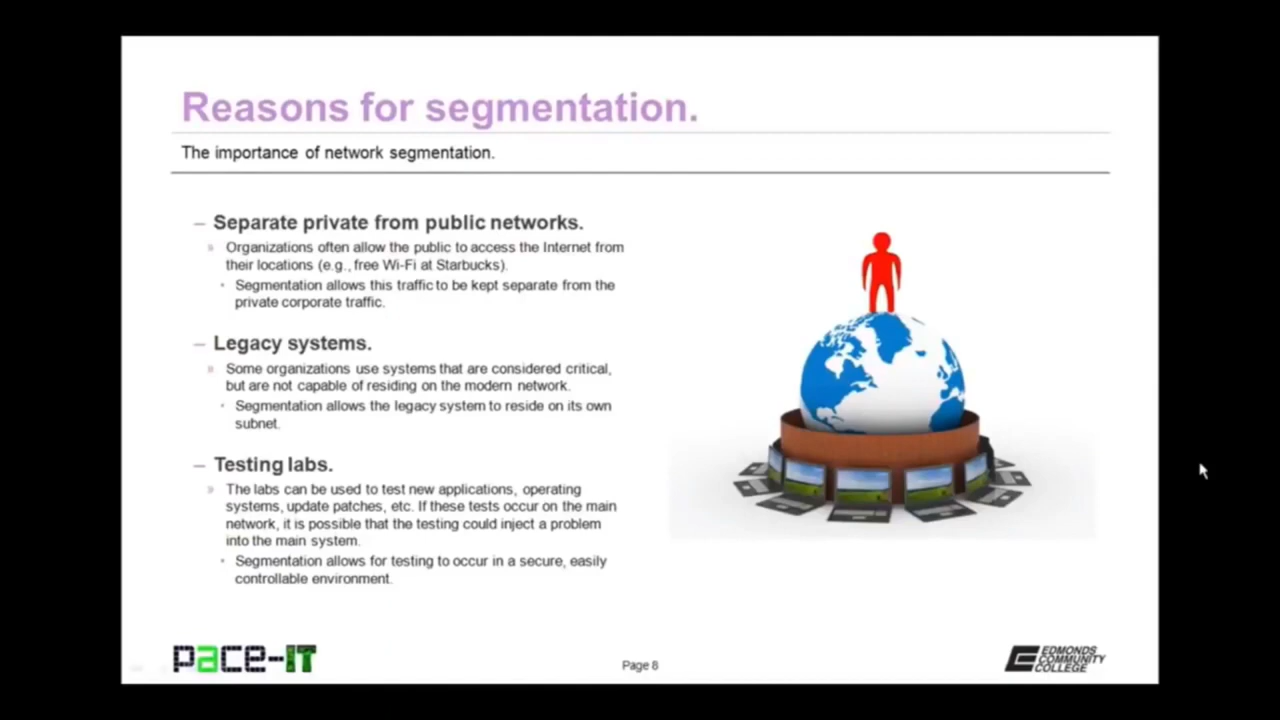 Reasons for segmentation.
The importance of network segmentation.
– Separate private from public networks.
» Organizations often allow the public to access the Internet from
their locations (e.g., free Wi-Fi at Starbucks).
• Segmentation allows this traffic to be kept separate from the
private corporate traffic.
– Legacy systems.
» Some organizations use systems that are considered critical,
but are not capable of residing on the modern network.
• Segmentation allows the legacy system to reside on its own
subnet.
– Testing labs.
» The labs can be used to test new applications, operating
systems, update patches, etc. If these tests occur on the main
network, it is possible that the testing could inject a problem
into the main system.
• Segmentation allows for testing to occur in a secure, easily
controllable environment.
pace-IT
Page 8
EDMONDS
COMMUNITY
COLLEGE